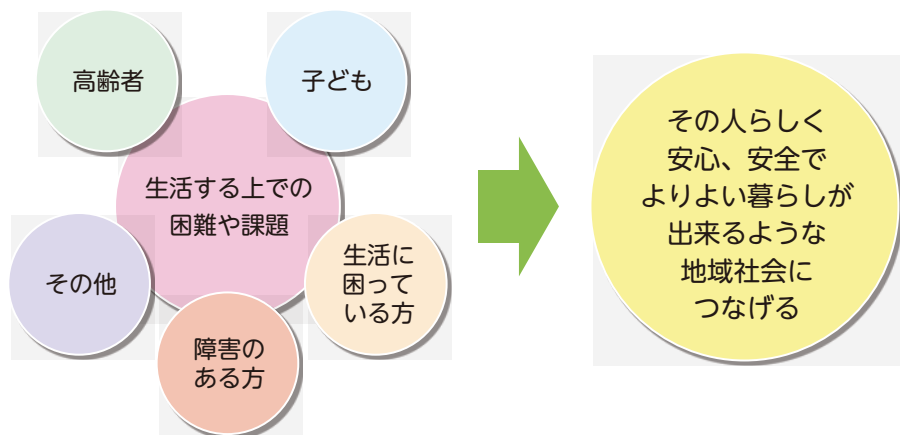 高齢者
子ども
生活する上での
困難や課題
その他
生活に
困って
いる方
障害の
ある方
その人らしく
安心、安全で
よりよい暮らしが
出来るような
地域社会に
つなげる